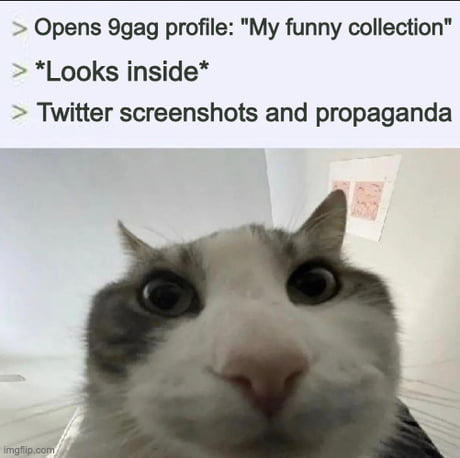 > Opens 9gag profile: "My funny collection"
> *Looks inside*
> Twitter screenshots and propaganda
imgflip.com